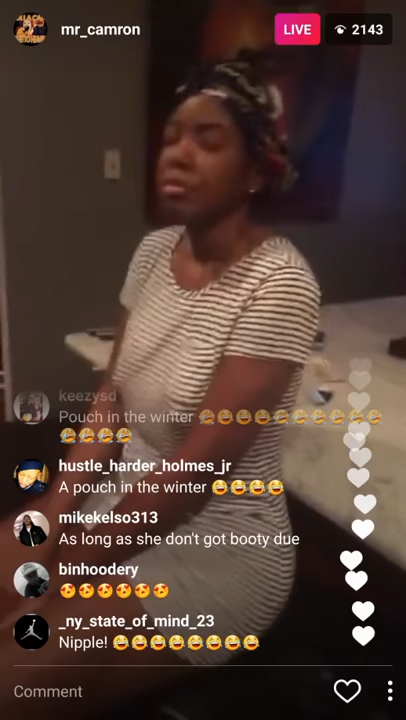 mr_camron
LIVE
2143
keezysd
Pouch in the winter 😂😂😂😂😂😂😂😂😂
😂😂😂😂
hustle_harder_holmes_jr
A pouch in the winter 😂😂😂😂
mikekelso313
As long as she don't got booty due
binhoodery
😍😍😍😍😍😍
_ny_state_of_mind_23
Nipple! 😂😂😂😂😂😂😂😂
Comment